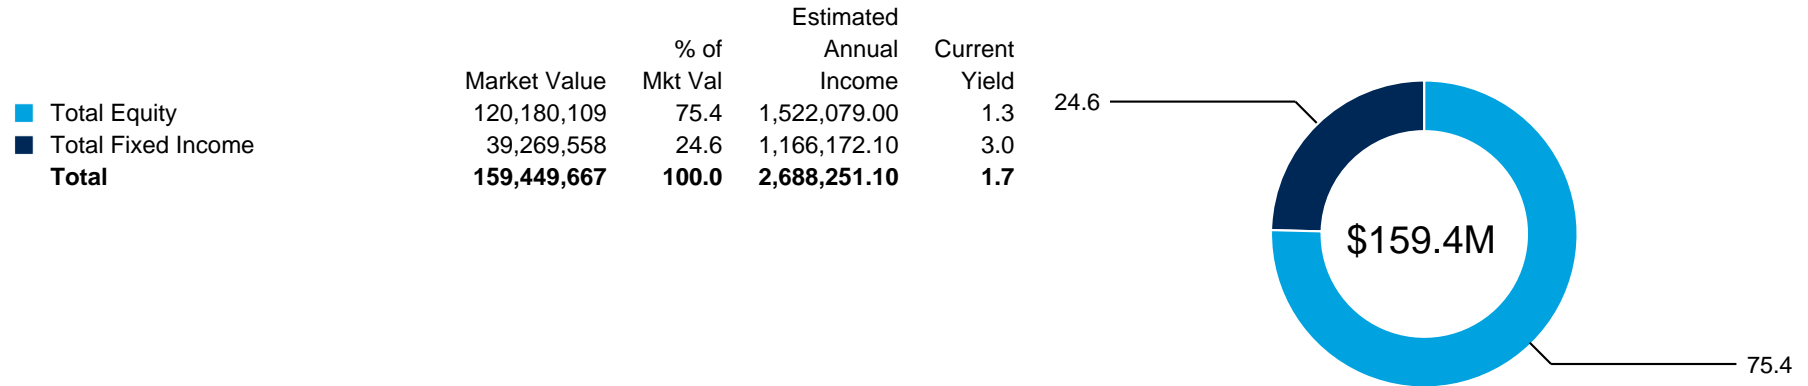 Estimated
% of Annual Current
Market Value Mkt Val Income Yield
Total Equity 120,180,109 75.4 1,522,079.00 1.3
Total Fixed Income 39,269,558 24.6 1,166,172.10 3.0
Total 159,449,667 100.0 2,688,251.10 1.7
24.6
$159.4M
75.4